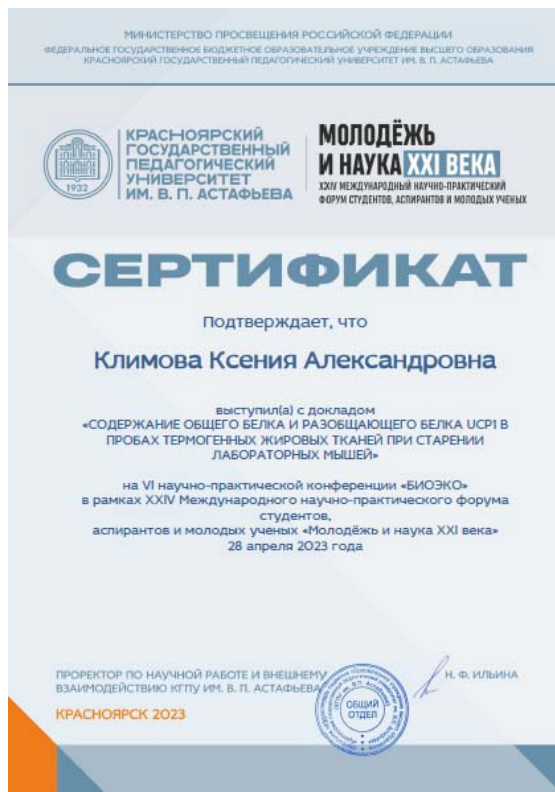 МИНИСТЕРСТВО ПРОСВЕЩЕНИЯ РОССИЙСКОЙ ФЕДЕРАЦИИ
ФЕДЕРАЛЬНОЕ ГОСУДАРСТВЕННОЕ БЮДЖЕТНОЕ ОБРАЗОВАТЕЛЬНОЕ УЧРЕЖДЕНИЕ ВЫСШЕГО ОБРАЗОВАНИЯ
КРАСНОЯРСКИЙ ГОСУДАРСТВЕННЫЙ ПЕДАГОГИЧЕСКИЙ УНИВЕРСИТЕТ ИМ. В. П. АСТАФЬЕВА
1932
КРАСНОЯРСКИЙ
ГОСУДАРСТВЕННЫЙ
ПЕДАГОГИЧЕСКИЙ
УНИВЕРСИТЕТ
ИМ. В. П. АСТАФЬЕВА
МОЛОДЁЖЬ
И НАУКА XXI ВЕКА
XXIV МЕЖДУНАРОДНЫЙ НАУЧНО-ПРАКТИЧЕСКИЙ
ФОРУМ СТУДЕНТОВ, АСПИРАНТОВ И МОЛОДЫХ УЧЕНЫХ
СЕРТИФИКАТ
Подтверждает, что
Климова Ксения Александровна
выступил(а) с докладом
«СОДЕРЖАНИЕ ОБЩЕГО БЕЛКА И РАЗОБЩАЮЩЕГО БЕЛКА UCP1 В
ПРОБАХ ТЕРМОГЕННЫХ ЖИРОВЫХ ТКАНЕЙ ПРИ СТАРЕНИИ
ЛАБОРАТОРНЫХ МЫШЕЙ»
на VI научно-практической конференции «БИОЭКО»
в рамках XXIV Международного научно-практического форума
студентов,
аспирантов и молодых ученых «Молодёжь и наука XXI века»
28 апреля 2023 года
ПРОРЕКТОР ПО НАУЧНОЙ РАБОТЕ И ВНЕШНЕМУ
ВЗАИМОДЕЙСТВИЮ КГПУ ИМ. В. П. АСТАФЬЕВА
Н. Ф. ИЛЬИНА
ОБЩИЙ
ОТДЕЛ
КРАСНОЯРСК 2023